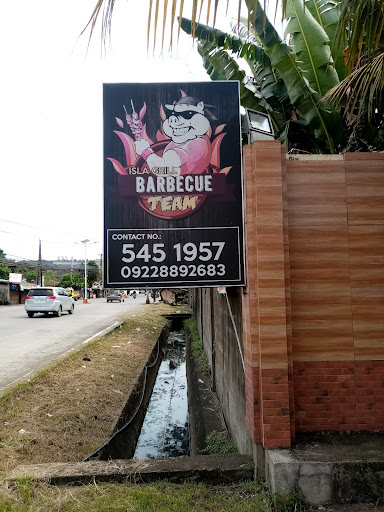 ISLA GRILL
BARBECUE
TEAM
CONTACT NO.:
545 1957
09228892683